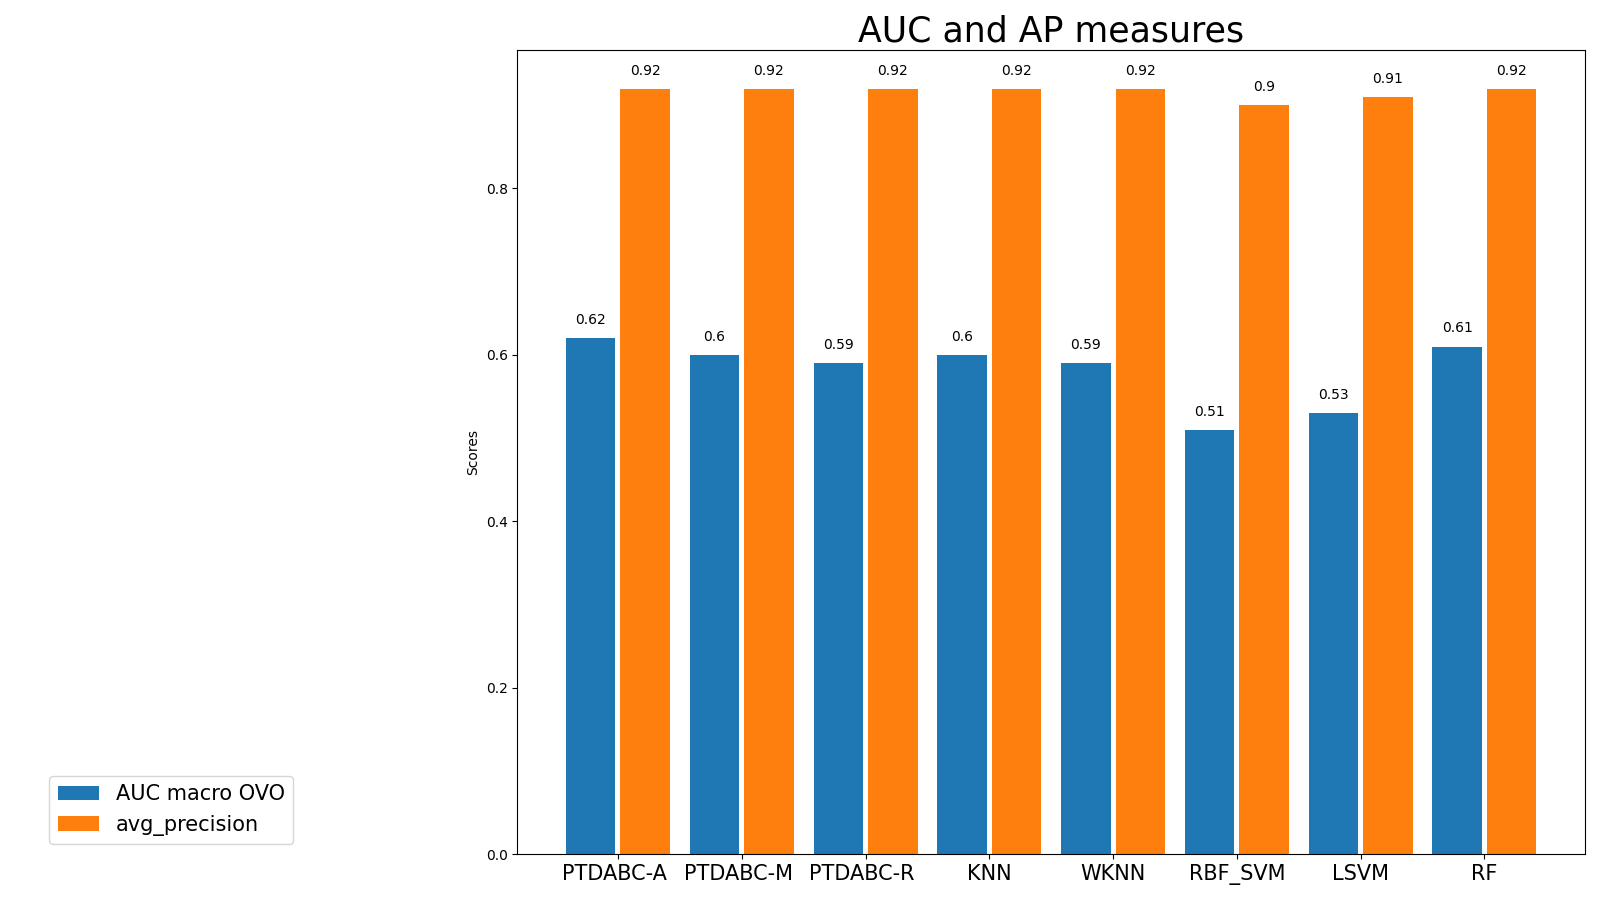 AUC and AP measures
0.92 0.92 0.92 0.92 0.92 0.9 0.91 0.92
0.62 0.6 0.59 0.6 0.59 0.51 0.53 0.61
0.8
0.6
0.4
0.2
0.0
Scores
PTDABC-A PTDABC-M PTDABC-R KNN WKNN RBF_SVM LSVM RF
AUC macro OVO
avg_precision